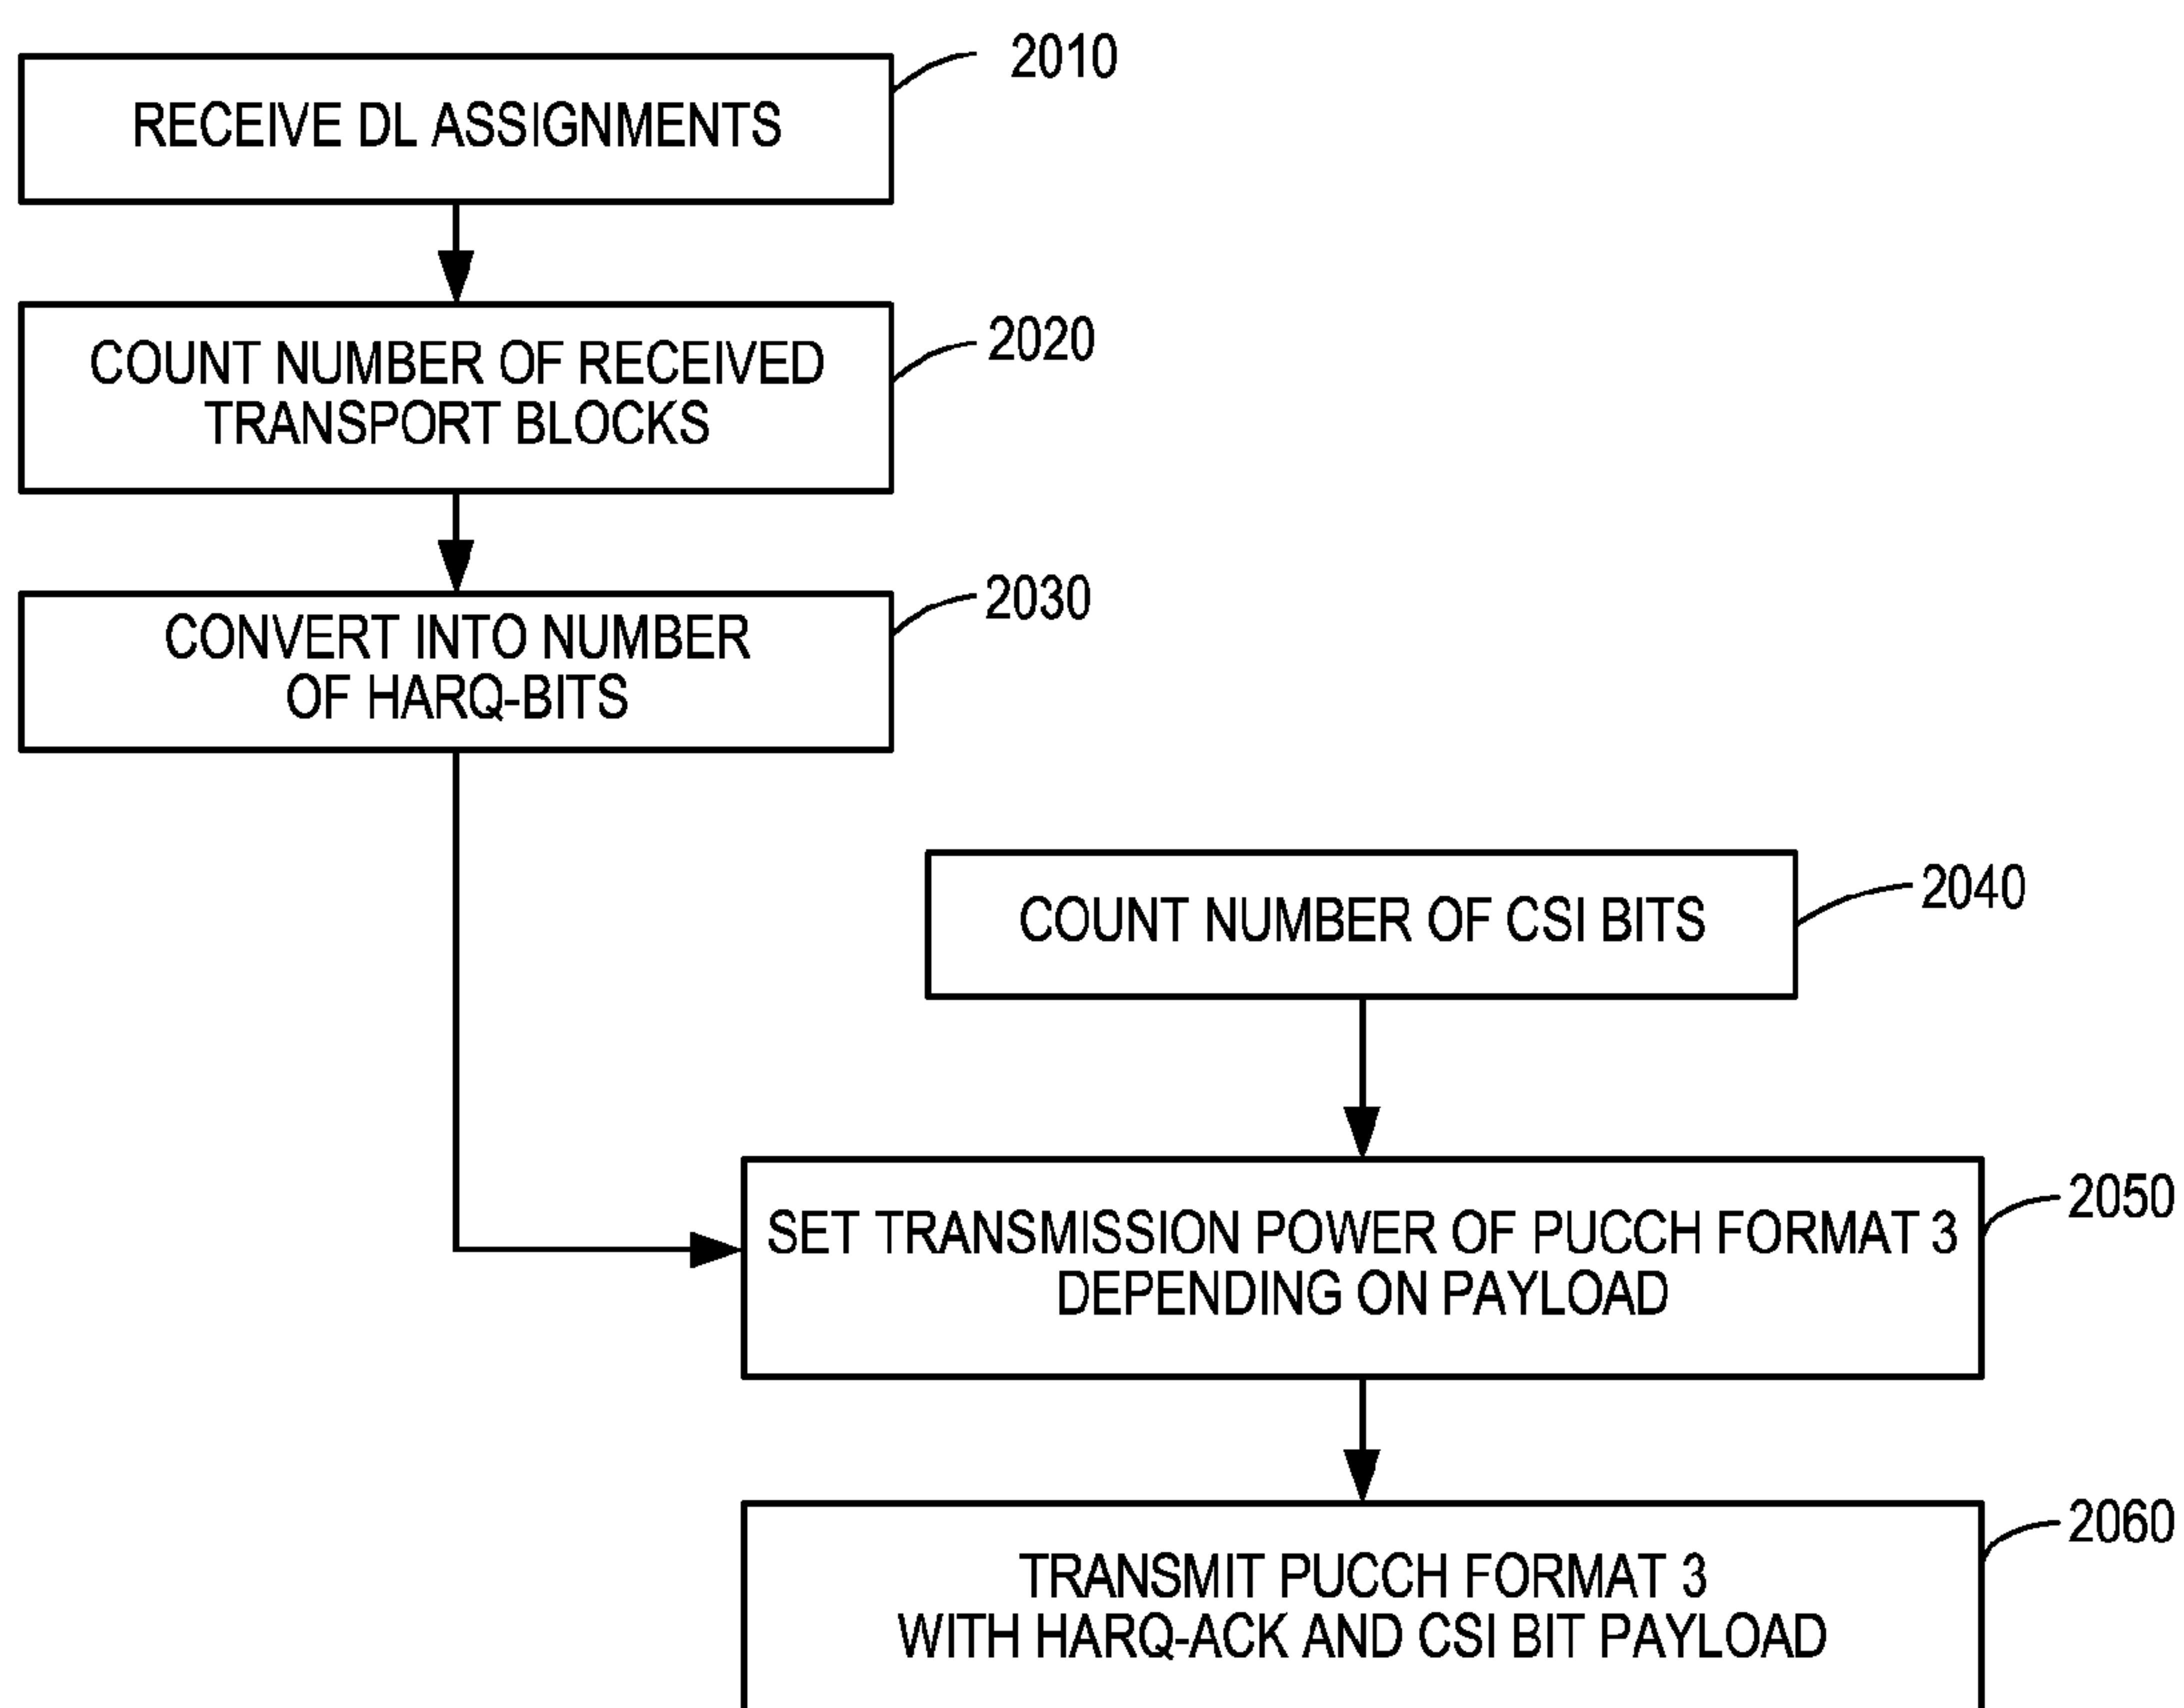 2010
RECEIVE DL ASSIGNMENTS
2020
COUNT NUMBER OF RECEIVED
TRANSPORT BLOCKS
2030
CONVERT INTO NUMBER
OF HARQ-BITS
2040
COUNT NUMBER OF CSI BITS
2050
SET TRANSMISSION POWER OF PUCCH FORMAT 3
DEPENDING ON PAYLOAD
2060
TRANSMIT PUCCH FORMAT 3
WITH HARQ-ACK AND CSI BIT PAYLOAD